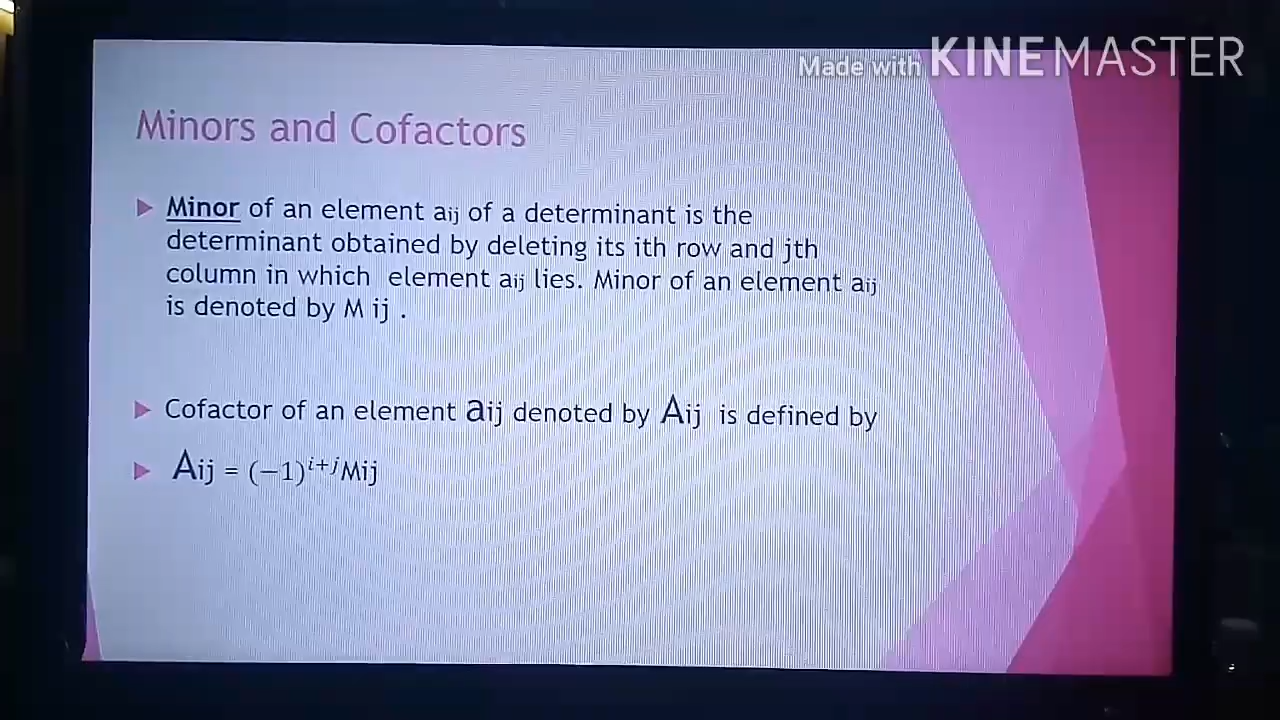 Made with KINEMASTER
Minors and Cofactors
Minor of an element aij of a determinant is the
determinant obtained by deleting its ith row and jth
column in which element aij lies. Minor of an element aij
is denoted by M ij .
Cofactor of an element aij denoted by Aij is defined by
Aij = (−1)^{i+j}Mij